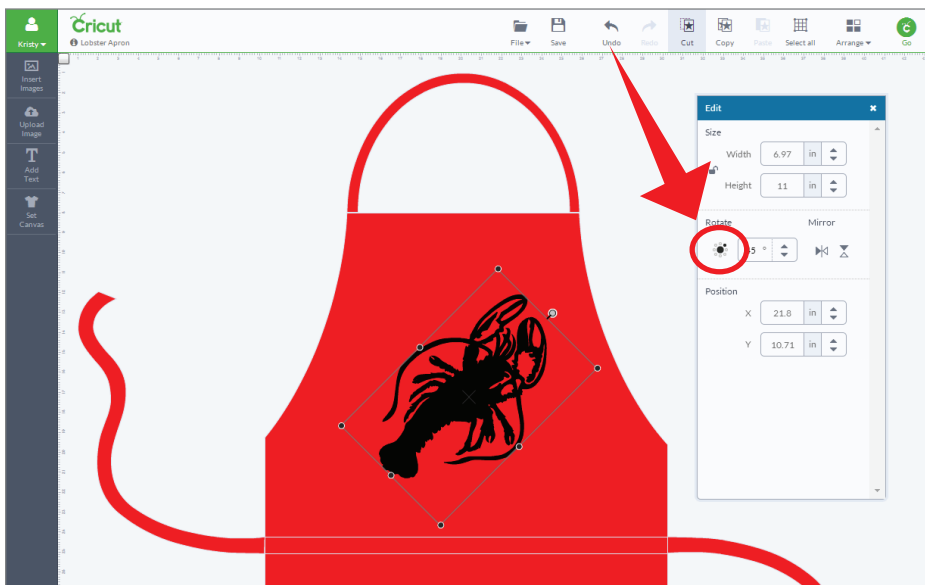 Cricut
Kristy
Lobster Apron
File
Save
Undo
Redo
Cut
Copy
Paste
Select all
Arrange
Go
Insert
Images
Upload
Image
Add
Text
Set
Canvas
Edit
Size
Width 6.97 in
Height 11 in
Rotate Mirror
5 °
Position
X 21.8 in
Y 10.71 in